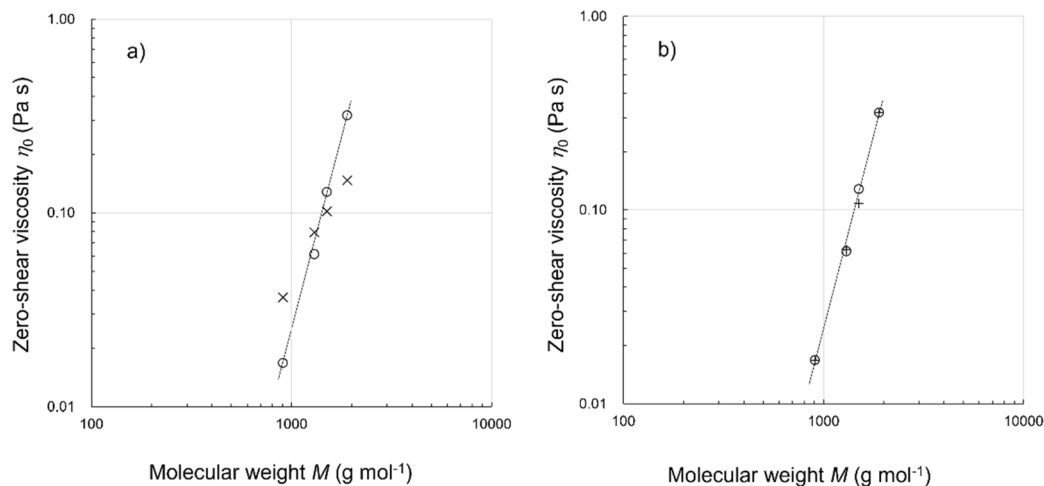 a)
1.00
0.10
0.01
100
1000
10000
Zero-shear viscosity η₀ (Pa s)
Molecular weight M (g mol⁻¹)
b)
1.00
0.10
0.01
100
1000
10000
Zero-shear viscosity η₀ (Pa s)
Molecular weight M (g mol⁻¹)